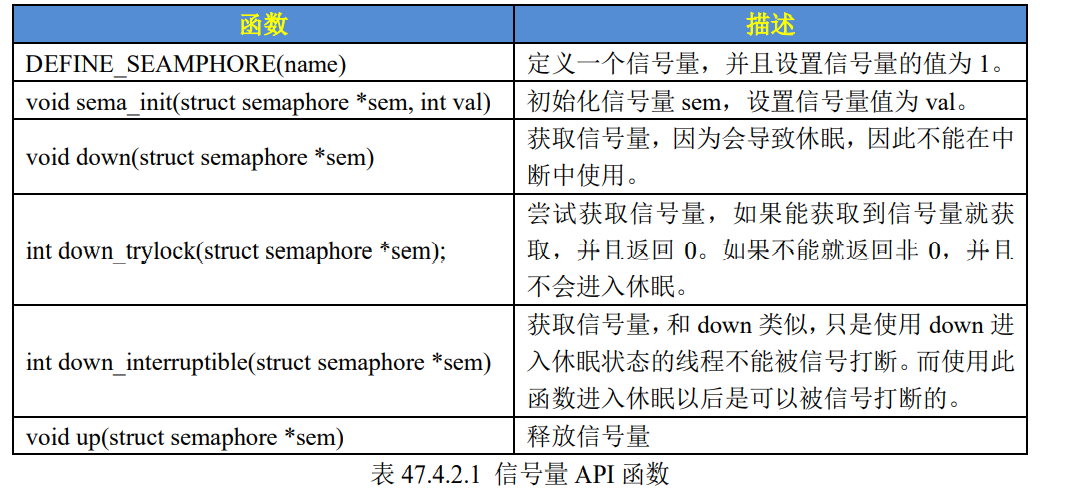 函数 描述
DEFINE_SEAMPHORE(name) 定义一个信号量，并且设置信号量的值为 1。
void sema_init(struct semaphore *sem, int val) 初始化信号量 sem，设置信号量值为 val。
void down(struct semaphore *sem) 获取信号量，因为会导致休眠，因此不能在中
断中使用。
int down_trylock(struct semaphore *sem); 尝试获取信号量，如果能获取到信号量就获
取，并且返回 0。如果不能就返回非 0，并且
不会进入休眠。
int down_interruptible(struct semaphore *sem) 获取信号量，和 down 类似，只是使用 down 进
入休眠状态的线程不能被信号打断。而使用此
函数进入休眠以后是可以被信号打断的。
void up(struct semaphore *sem) 释放信号量
表 47.4.2.1 信号量 API 函数